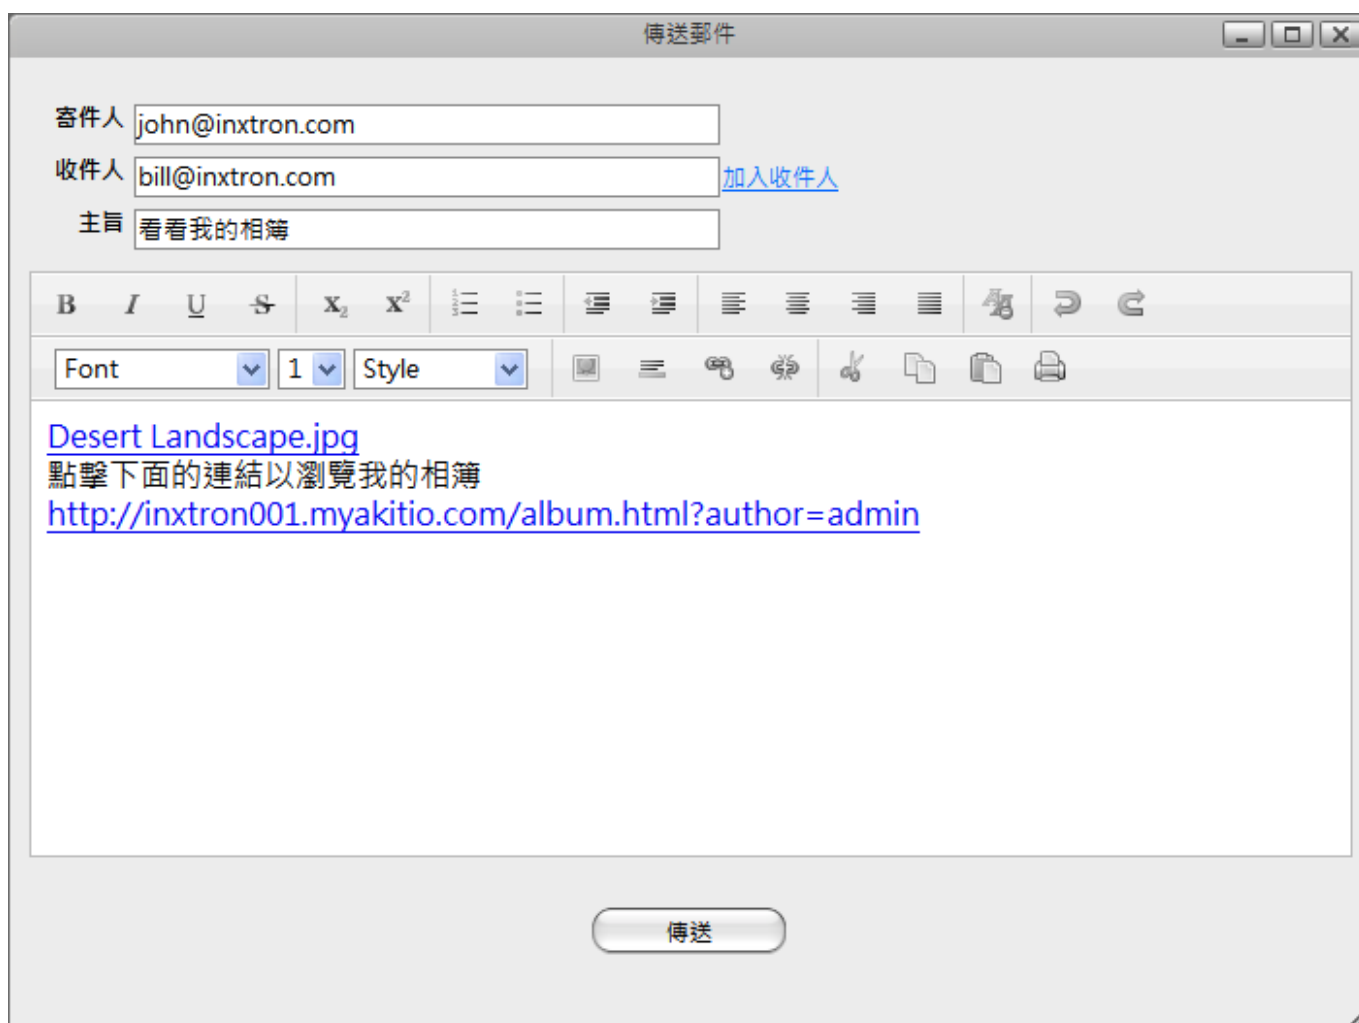 傳送郵件
寄件人 john@inxtron.com
收件人 bill@inxtron.com 加入收件人
主旨 看看我的相簿
B I U S X₂ X²
Font 1 Style
Desert Landscape.jpg
點擊下面的連結以瀏覽我的相簿
http://inxtron001.myakitio.com/album.html?author=admin
傳送